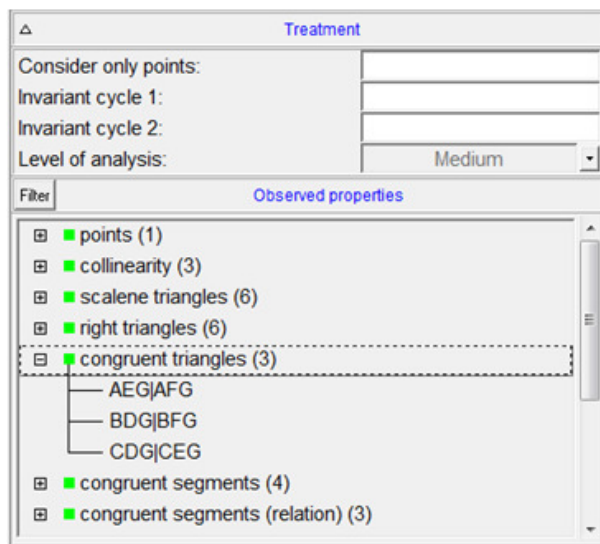 Treatment
Consider only points:
Invariant cycle 1:
Invariant cycle 2:
Level of analysis: Medium
Filter Observed properties
points (1)
collinearity (3)
scalene triangles (6)
right triangles (6)
congruent triangles (3)
AEG|AFG
BDG|BFG
CDG|CEG
congruent segments (4)
congruent segments (relation) (3)